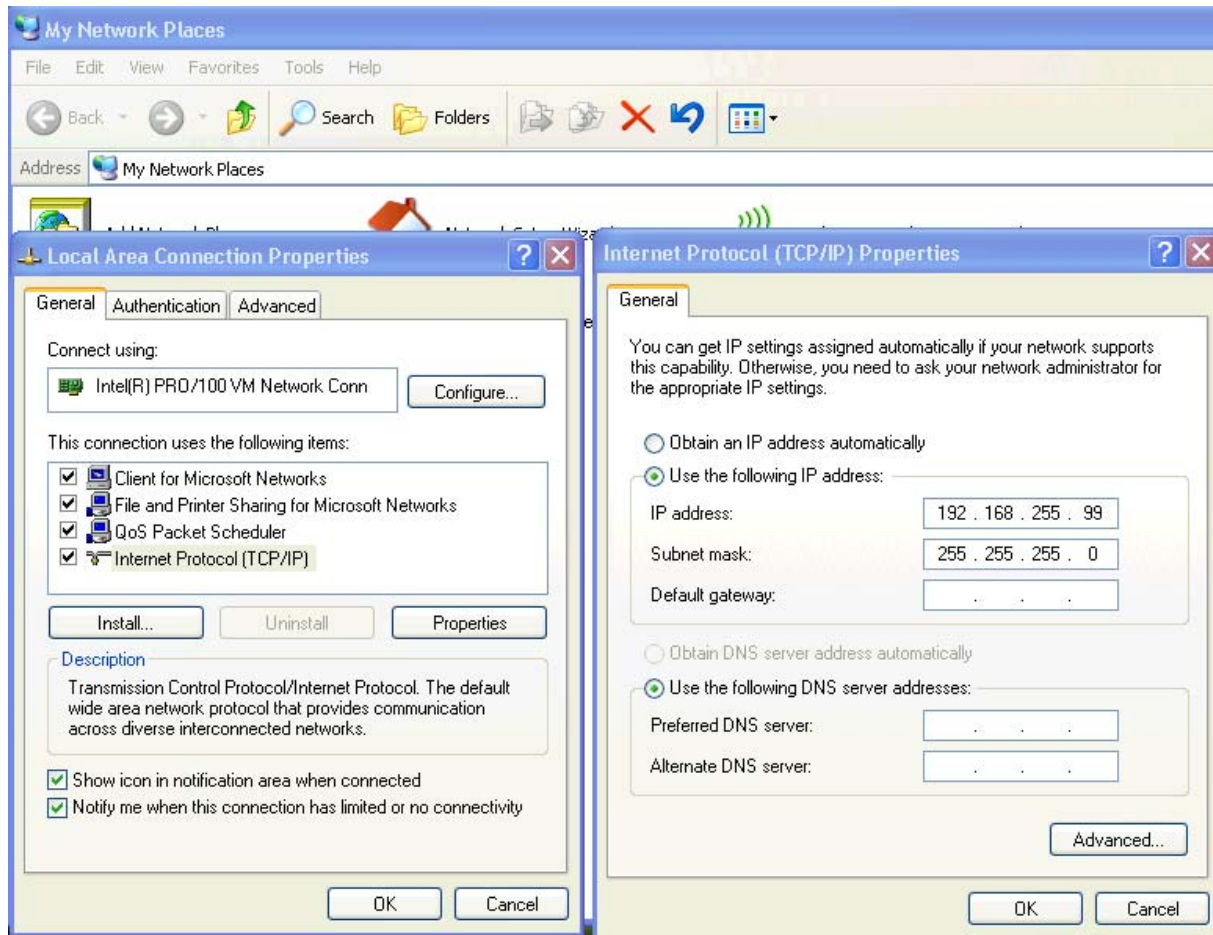 My Network Places
File Edit View Favorites Tools Help
Back Search Folders
Address My Network Places
Local Area Connection Properties
General Authentication Advanced
Connect using:
Intel(R) PRO/100 VM Network Conn
Configure...
This connection uses the following items:
Client for Microsoft Networks
File and Printer Sharing for Microsoft Networks
QoS Packet Scheduler
Internet Protocol (TCP/IP)
Install... Uninstall Properties
Description
Transmission Control Protocol/Internet Protocol. The default
wide area network protocol that provides communication
across diverse interconnected networks.
Show icon in notification area when connected
Notify me when this connection has limited or no connectivity
OK Cancel
Internet Protocol (TCP/IP) Properties
General
You can get IP settings assigned automatically if your network supports
this capability. Otherwise, you need to ask your network administrator for
the appropriate IP settings.
Obtain an IP address automatically
Use the following IP address:
IP address: 192 . 168 . 255 . 99
Subnet mask: 255 . 255 . 255 . 0
Default gateway: . . .
Obtain DNS server address automatically
Use the following DNS server addresses:
Preferred DNS server: . . .
Alternate DNS server: . . .
Advanced...
OK Cancel